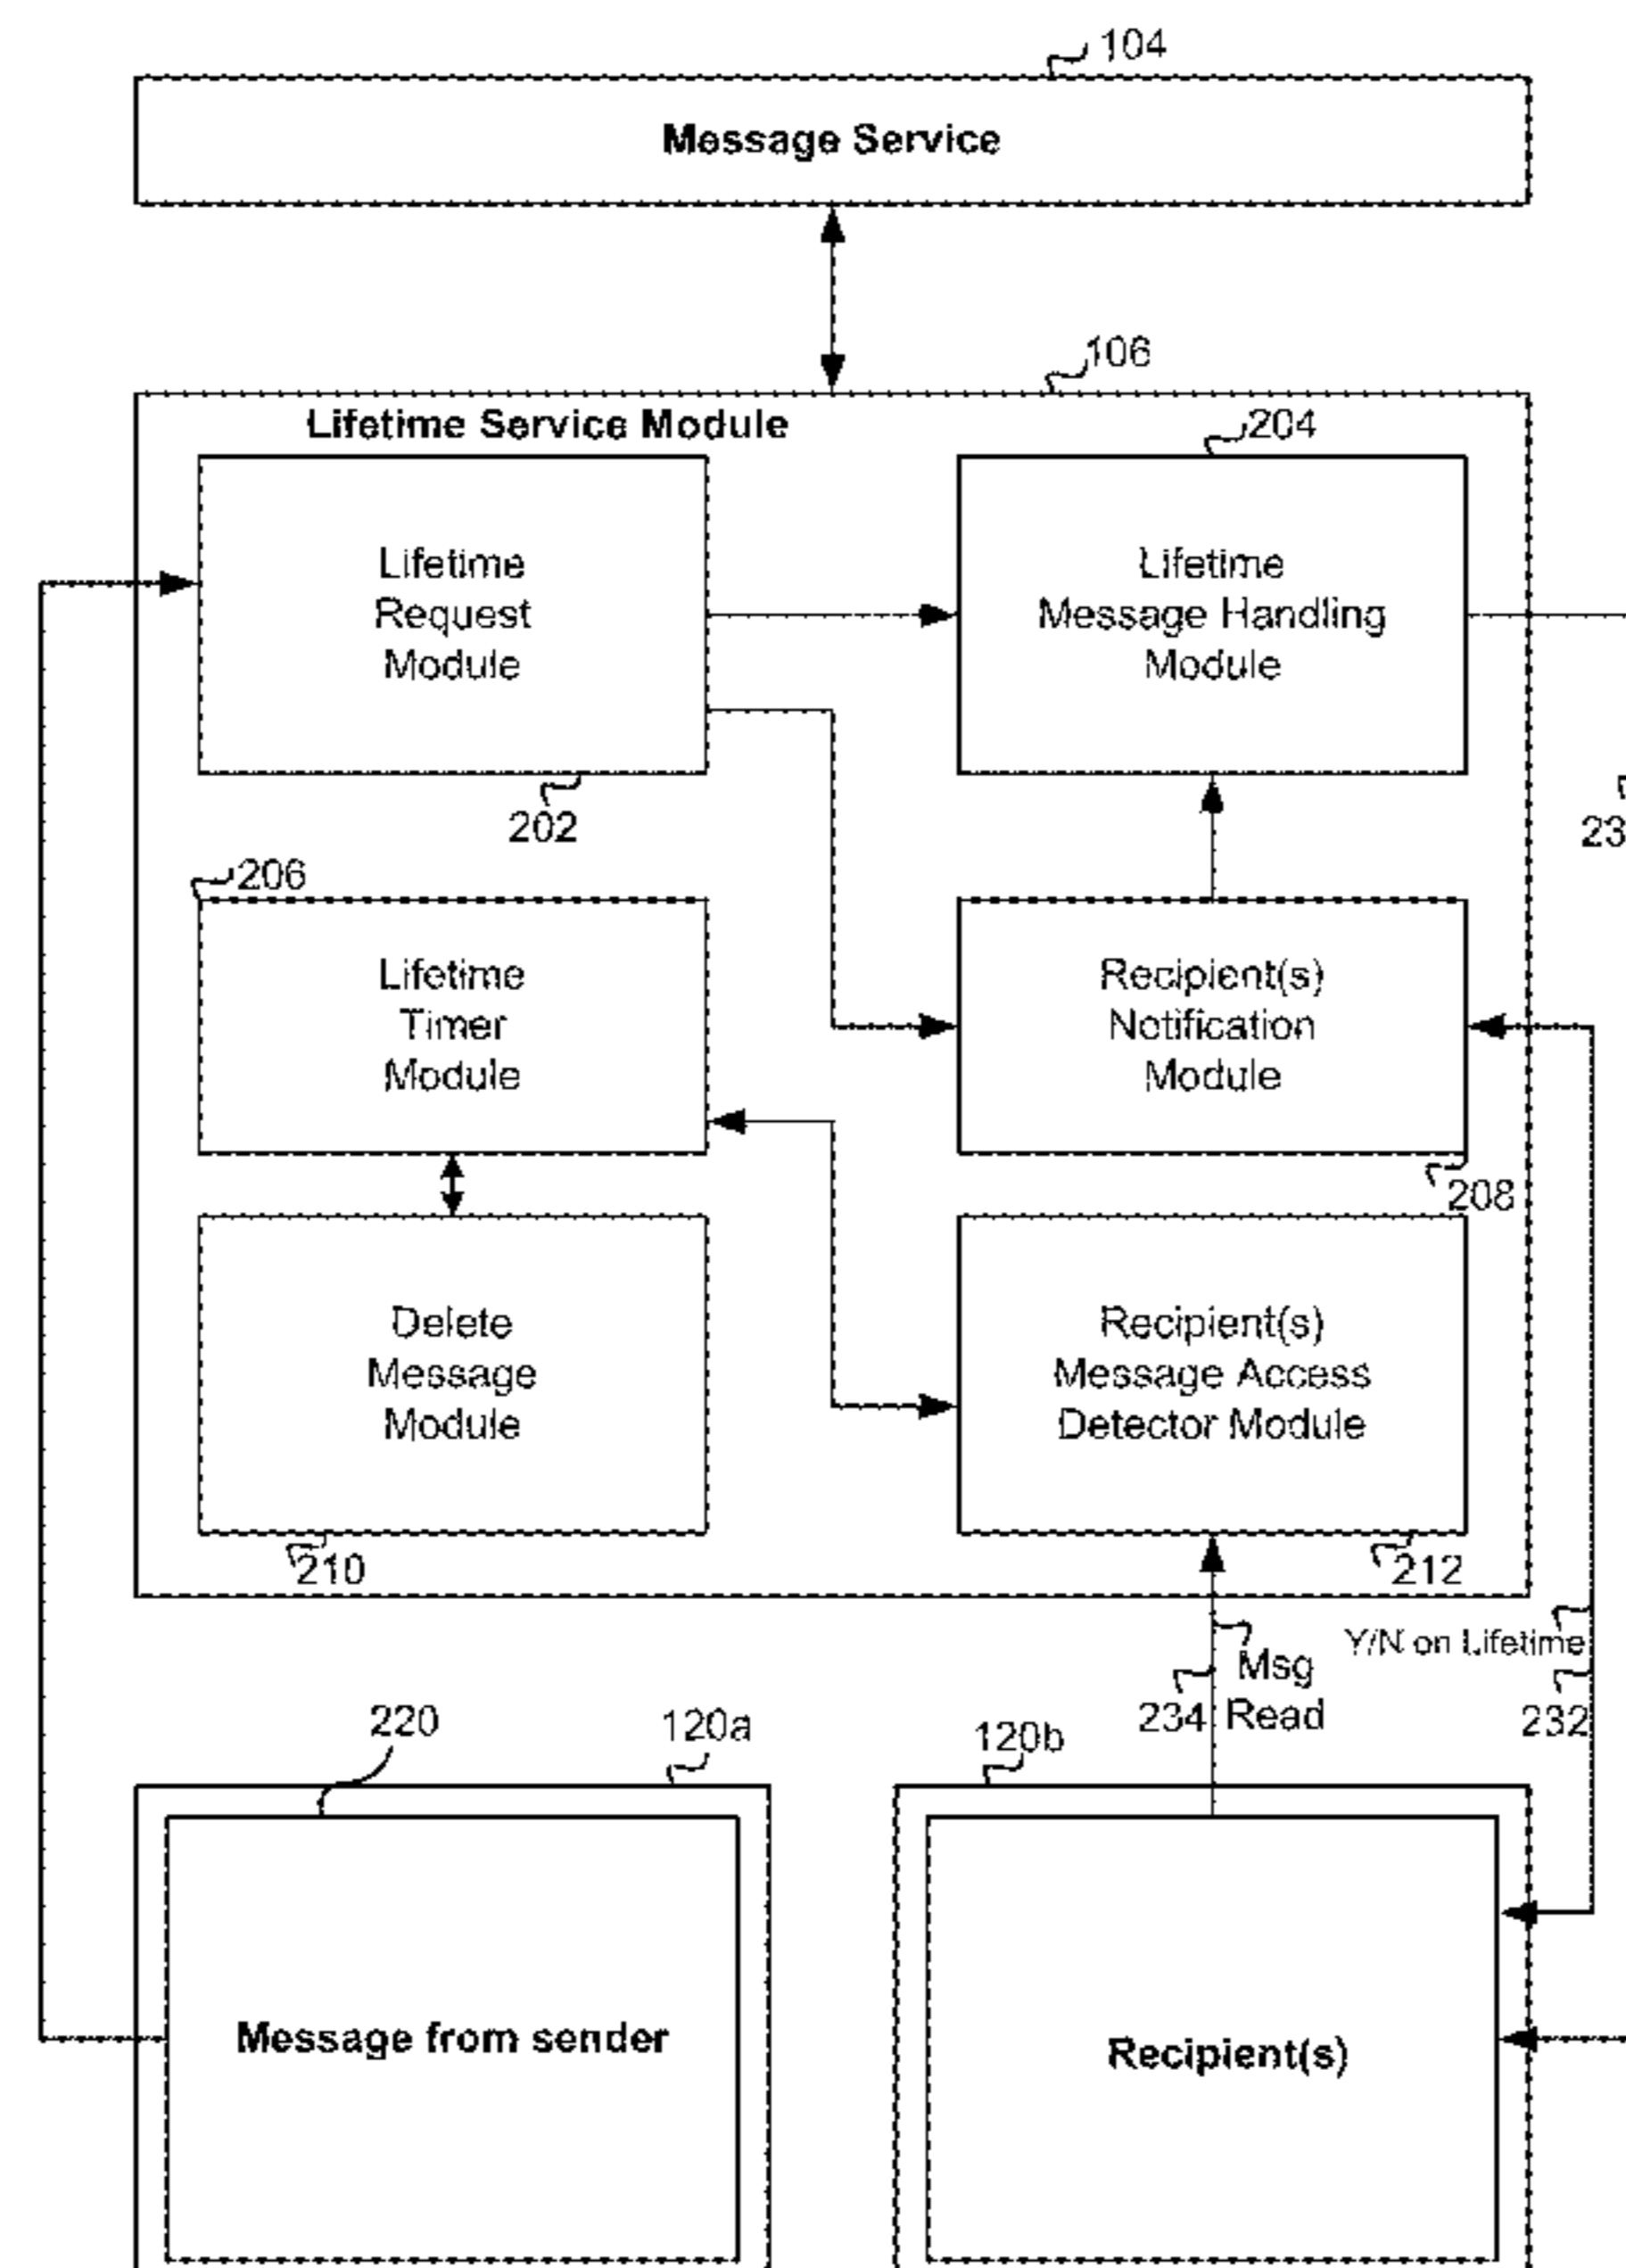 104
Message Service
106
Lifetime Service Module
204
Lifetime
Request
Module
Lifetime
Message Handling
Module
202
23
206
Lifetime
Timer
Module
Recipient(s)
Notification
Module
208
Delete
Message
Module
Recipient(s)
Message Access
Detector Module
210
212
Y/N on Lifetime
Msg
Read
234
232
220
120a
120b
Message from sender
Recipient(s)